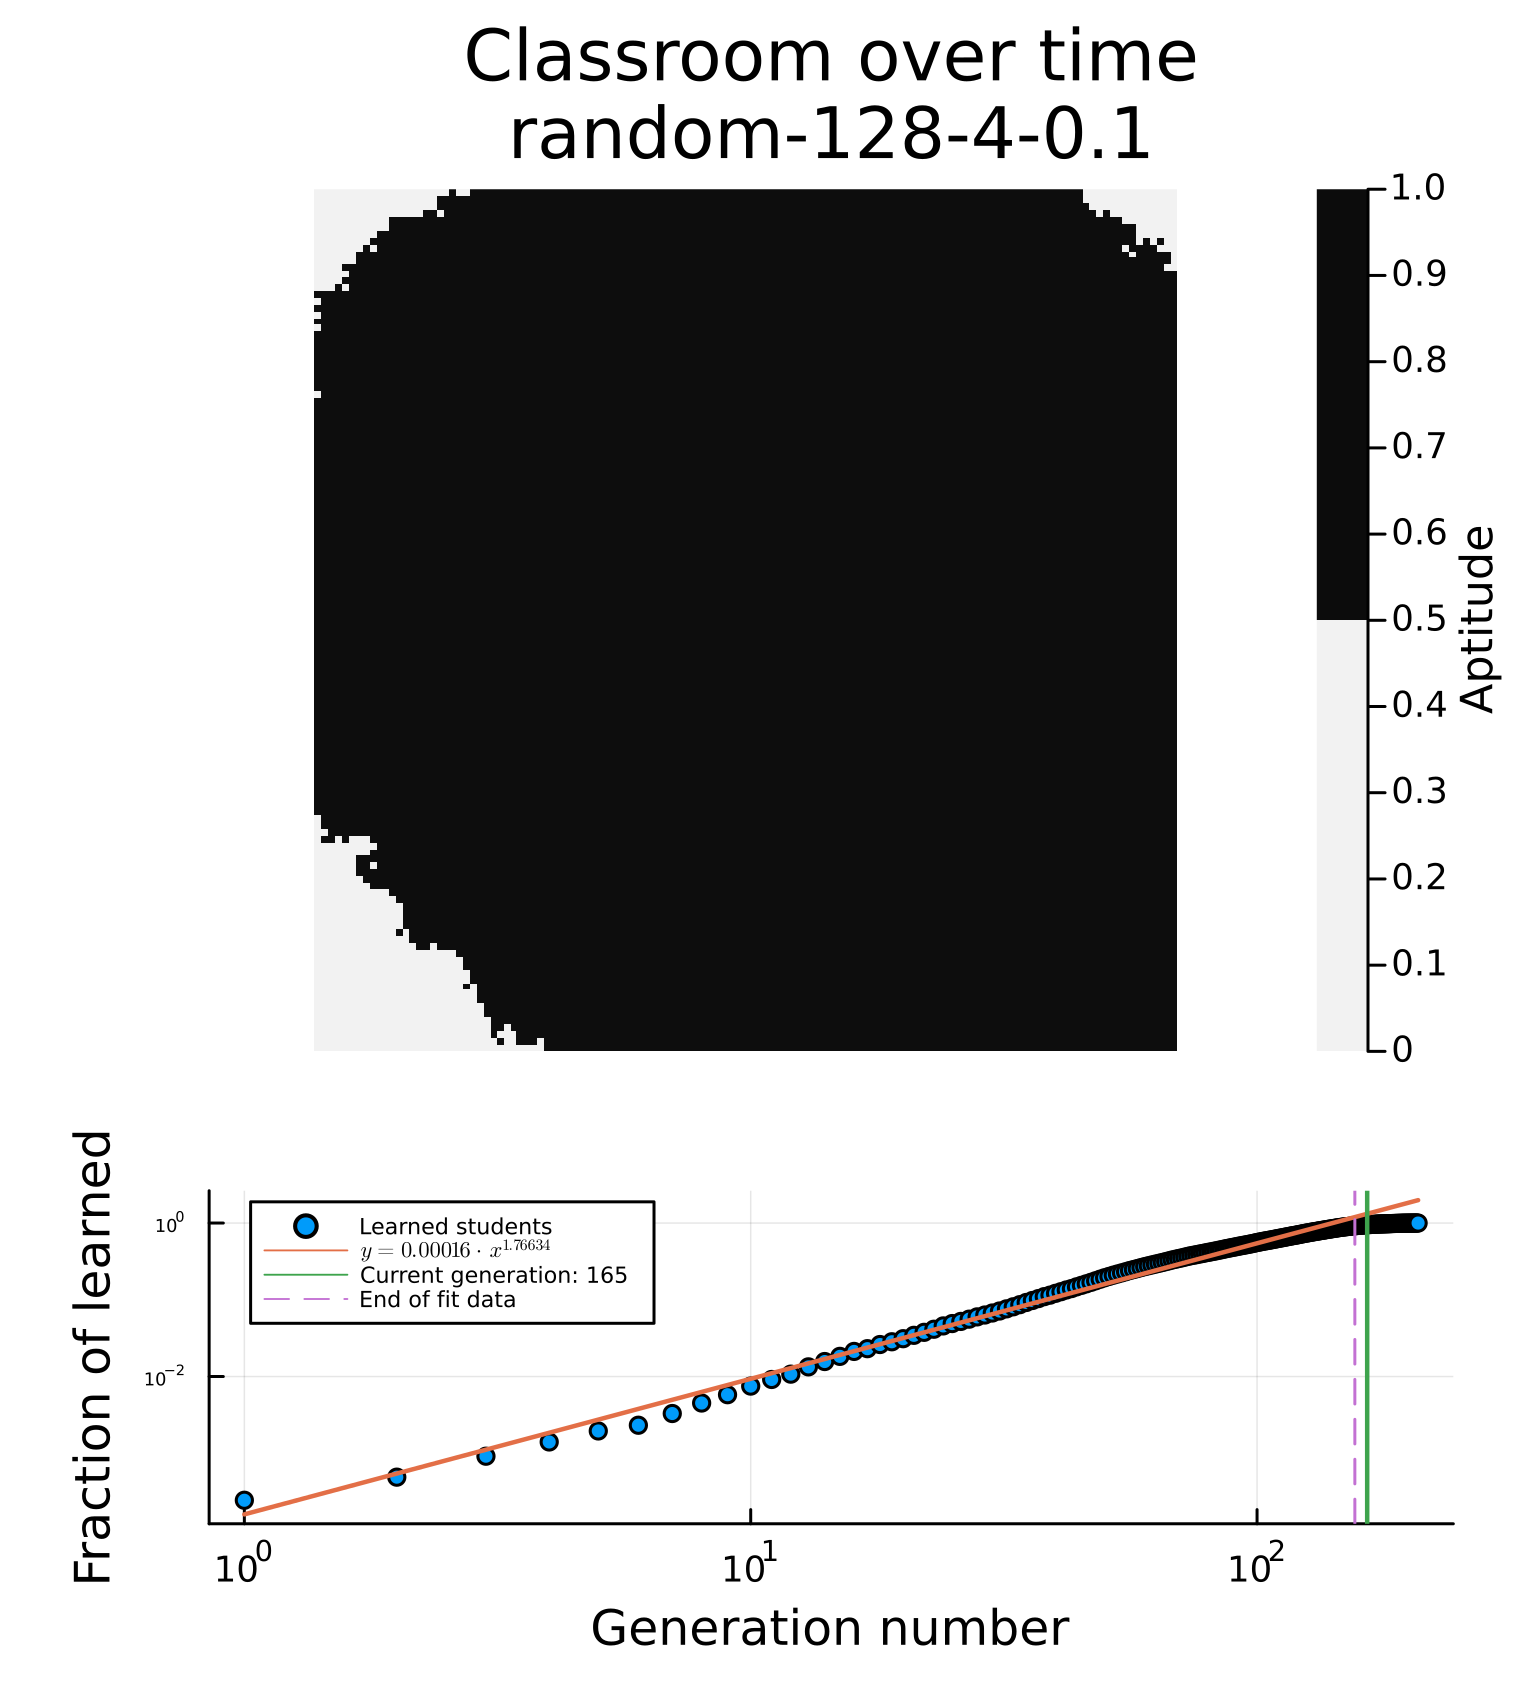 Classroom over time
random-128-4-0.1
1.0
0.9
0.8
0.7
0.6
0.5
0.4
0.3
0.2
0.1
0
Aptitude
Fraction of learned
10⁰
10⁻²
Learned students
y = 0.00016 · x^1.76634
Current generation: 165
End of fit data
10⁰
10¹
10²
Generation number